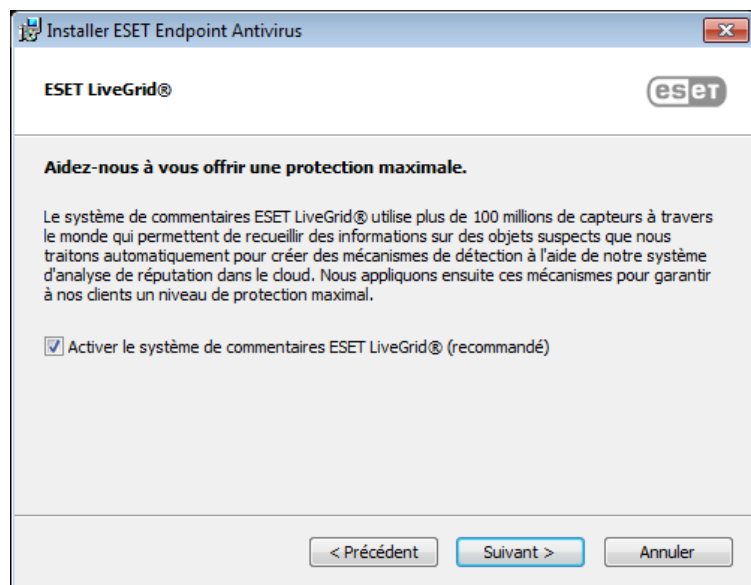 Installer ESET Endpoint Antivirus
ESET LiveGrid®
eseT
Aidez-nous à vous offrir une protection maximale.
Le système de commentaires ESET LiveGrid® utilise plus de 100 millions de capteurs à travers
le monde qui permettent de recueillir des informations sur des objets suspects que nous
traitons automatiquement pour créer des mécanismes de détection à l'aide de notre système
d'analyse de réputation dans le cloud. Nous appliquons ensuite ces mécanismes pour garantir
à nos clients un niveau de protection maximal.
Activer le système de commentaires ESET LiveGrid® (recommandé)
< Précédent
Suivant >
Annuler